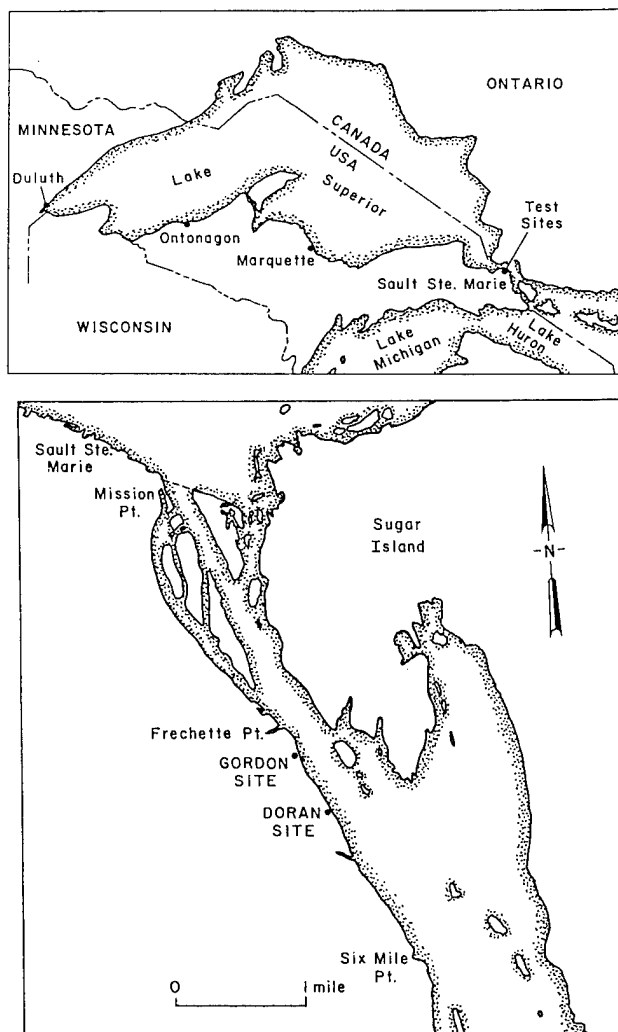 ONTARIO
MINNESOTA
CANADA
USA
Duluth
Lake
Superior
Test
Sites
Ontonagon
Marquette
Sault Ste. Marie
WISCONSIN
Lake
Michigan
Lake
Huron
Sault Ste.
Marie
Mission
Pt.
Sugar
Island
-N-
Frechette Pt.
GORDON
SITE
DORAN
SITE
Six Mile
Pt.
0 1 mile